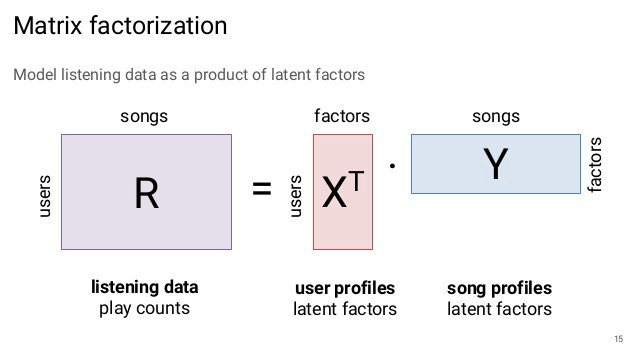 Matrix factorization
Model listening data as a product of latent factors
songs
factors
songs
users
R
=
users
X^T
·
Y
factors
listening data
play counts
user profiles
latent factors
song profiles
latent factors
15